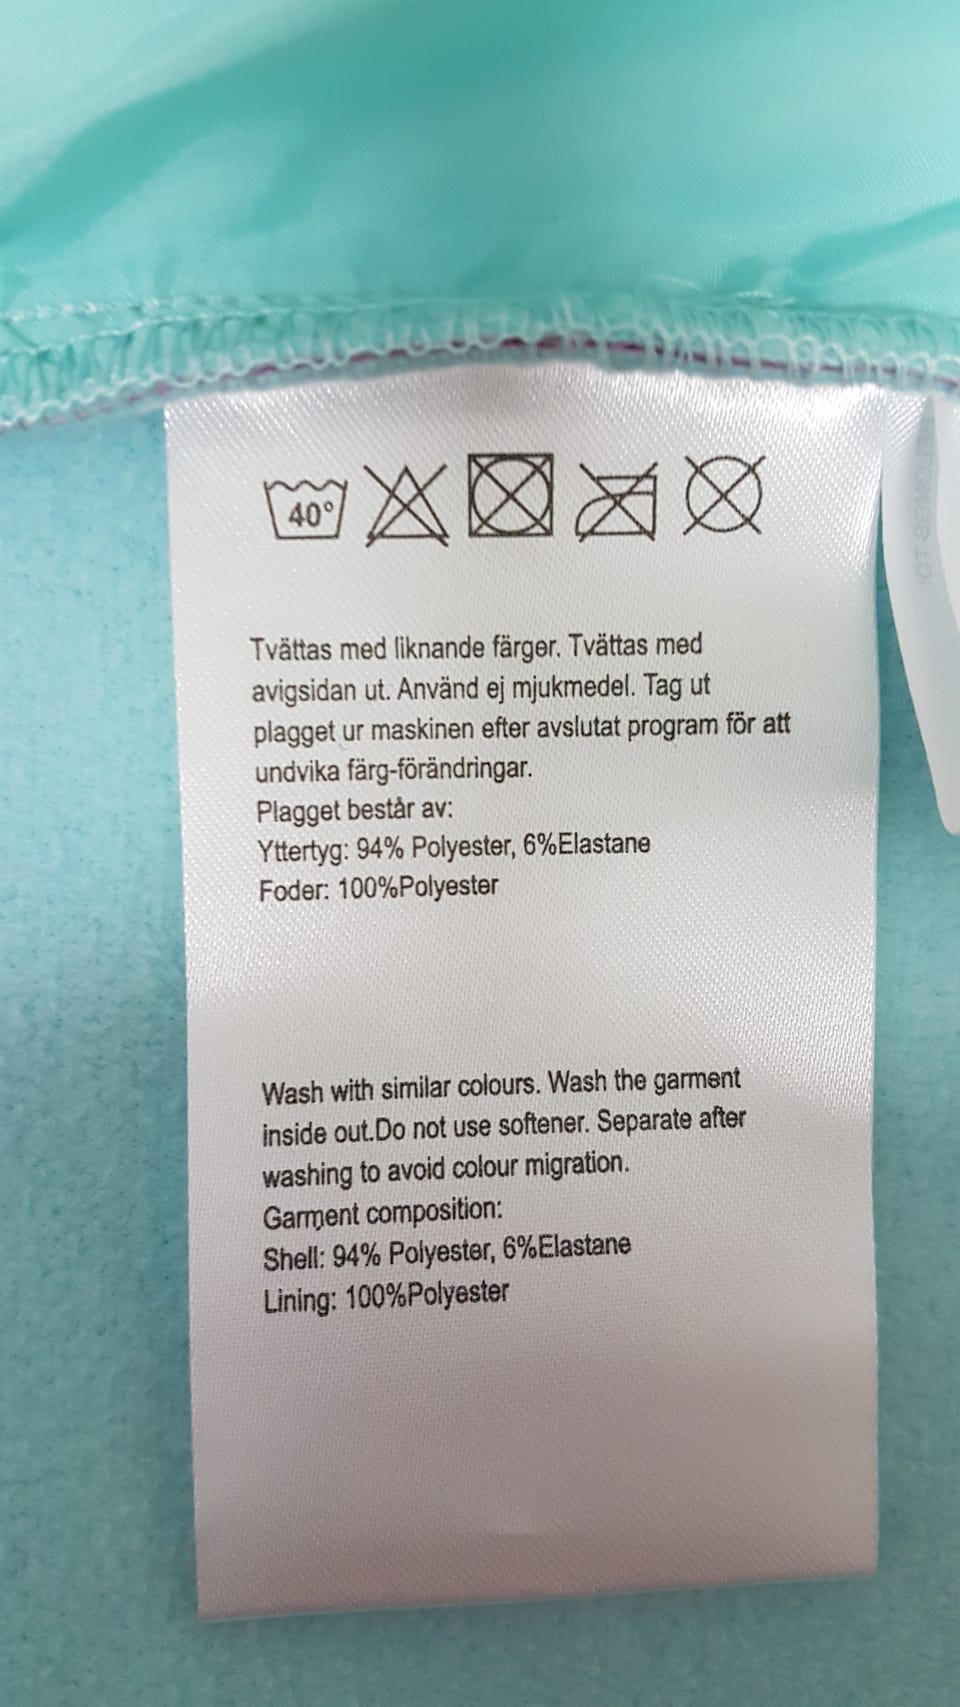 40°
Tvättas med liknande färger. Tvättas med
avigsidan ut. Använd ej mjukmedel. Tag ut
plagget ur maskinen efter avslutat program för att
undvika färg-förändringar.
Plagget består av:
Yttertyg: 94% Polyester, 6%Elastane
Foder: 100%Polyester
Wash with similar colours. Wash the garment
inside out.Do not use softener. Separate after
washing to avoid colour migration.
Garment composition:
Shell: 94% Polyester, 6%Elastane
Lining: 100%Polyester